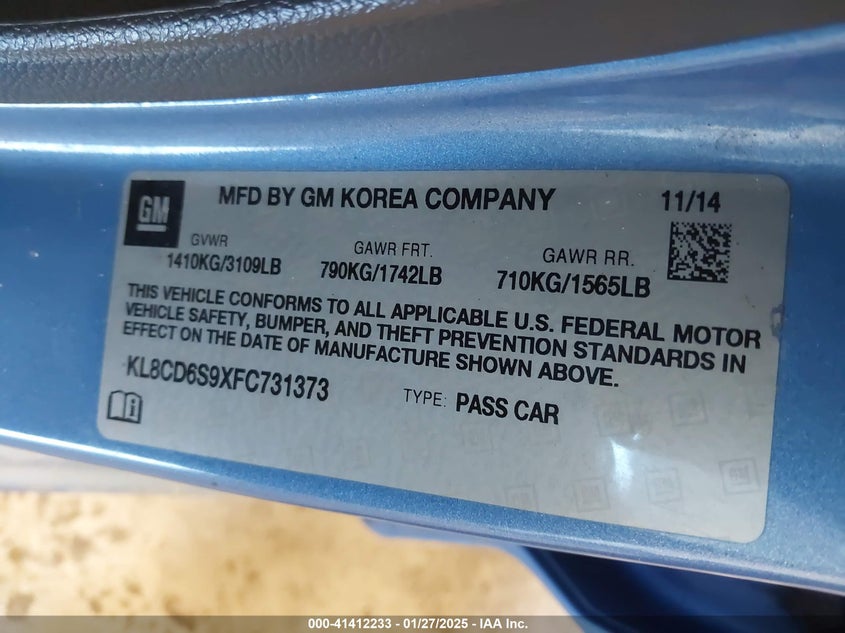 GM
MFD BY GM KOREA COMPANY 11/14
GVWR GAWR FRT. GAWR RR.
1410KG/3109LB 790KG/1742LB 710KG/1565LB
THIS VEHICLE CONFORMS TO ALL APPLICABLE U.S. FEDERAL MOTOR
VEHICLE SAFETY, BUMPER, AND THEFT PREVENTION STANDARDS IN
EFFECT ON THE DATE OF MANUFACTURE SHOWN ABOVE.
KL8CD6S9XFC731373 TYPE: PASS CAR
000-41412233 - 01/27/2025 - IAA Inc.